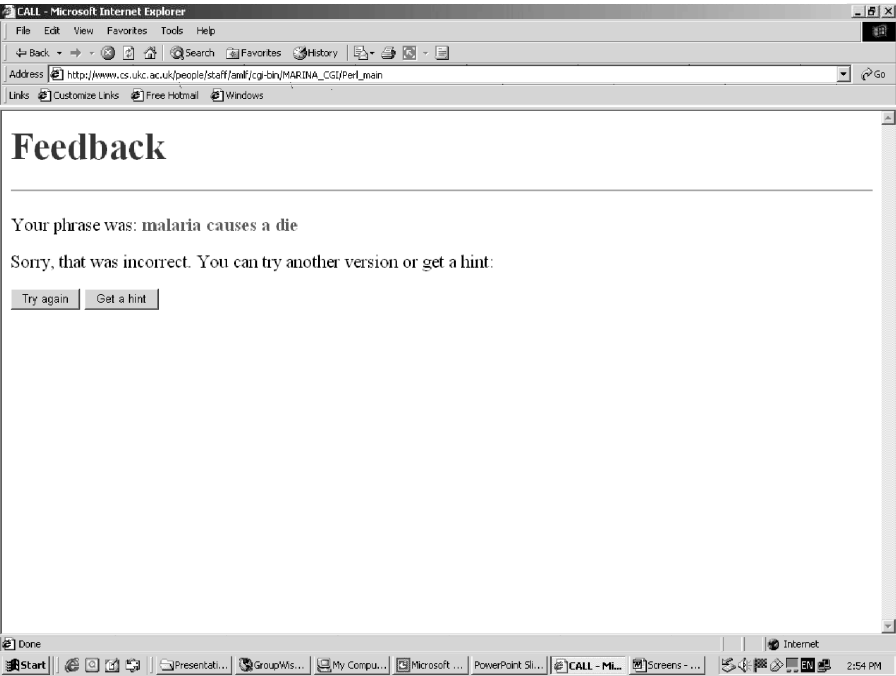 CALL - Microsoft Internet Explorer
File Edit View Favorites Tools Help
Back Search Favorites History
Address http://www.cs.ukc.ac.uk/people/staff/amlf/cgi-bin/MARINA_CGI/Perl_main Go
Links Customize Links Free Hotmail Windows
Feedback
Your phrase was: malaria causes a die
Sorry, that was incorrect. You can try another version or get a hint:
Try again Get a hint
Done Internet
Start Presentati... GroupWis... My Compu... Microsoft ... PowerPoint Sli... CALL - Mi... Screens - ... EN 2:54 PM